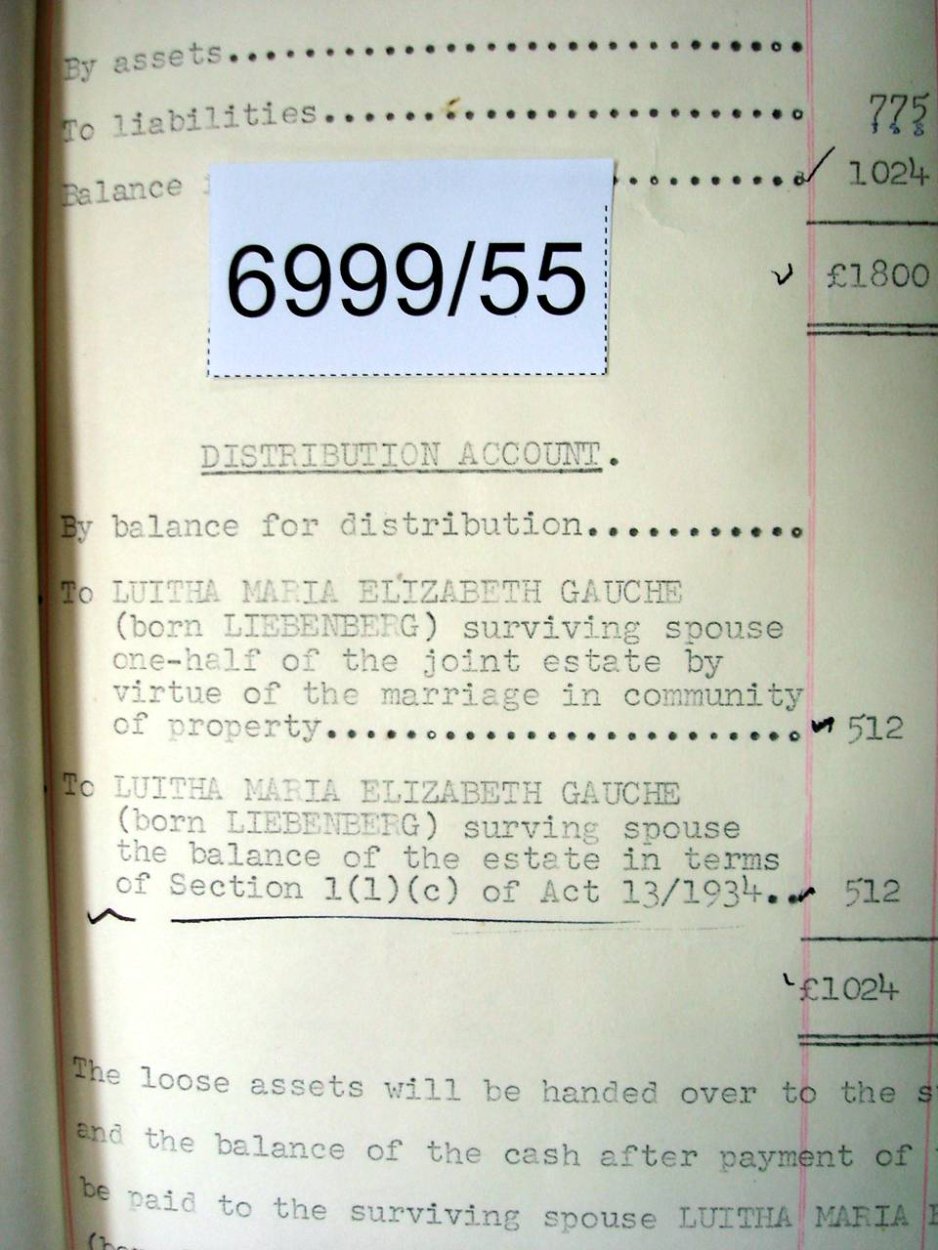 By assets..............................
To liabilities......................... 775
Balance ......... ✓ 1024
6999/55
✓ £1800
DISTRIBUTION ACCOUNT.
By balance for distribution...........
To LUITHA MARIA ELIZABETH GAUCHE
(born LIEBENBERG) surviving spouse
one-half of the joint estate by
virtue of the marriage in community
of property......................... 512
To LUITHA MARIA ELIZABETH GAUCHE
(born LIEBENBERG) surving spouse
the balance of the estate in terms
of Section 1(1)(c) of Act 13/1934... 512
£1024
The loose assets will be handed over to the
and the balance of the cash after payment of
be paid to the surviving spouse LUITHA MARIA